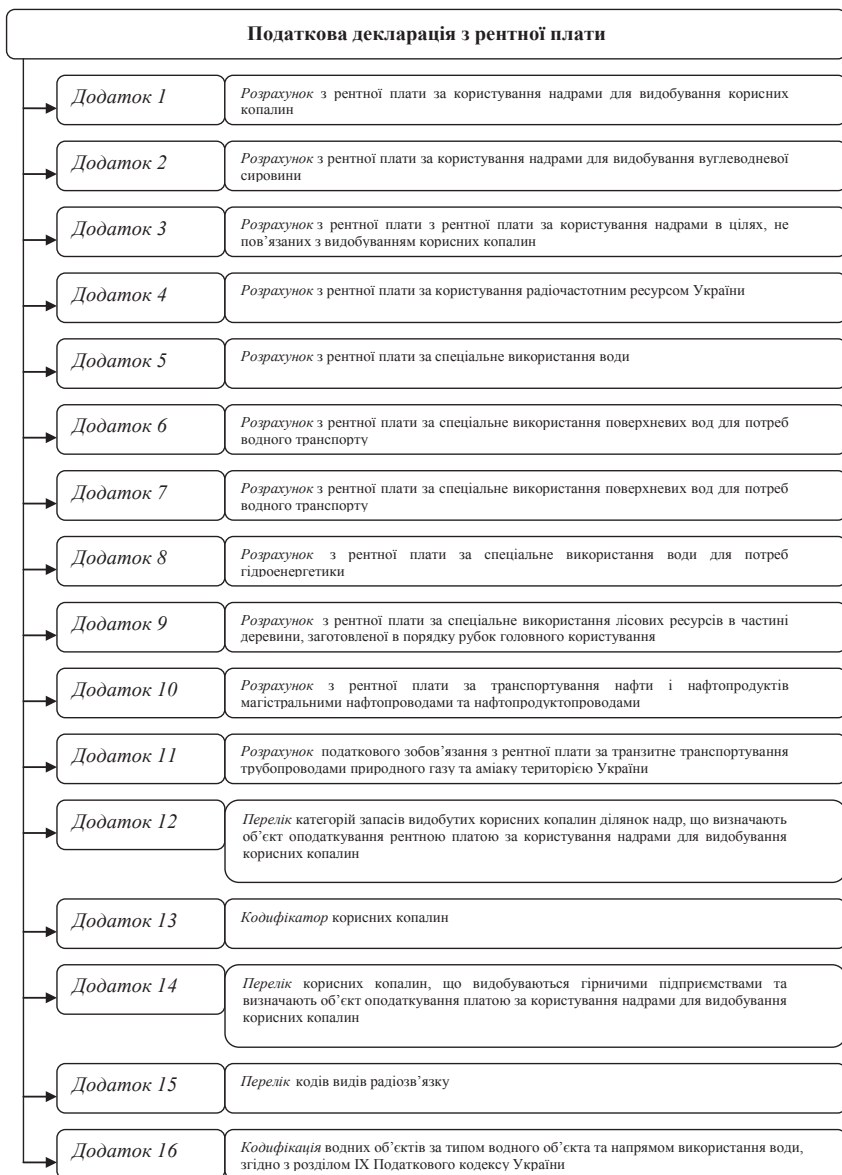 Податкова декларація з рентної плати
Додаток 1
Розрахунок з рентної плати за користування надрами для видобування корисних
копалин
Додаток 2
Розрахунок з рентної плати за користування надрами для видобування вуглеводневої
сировини
Додаток 3
Розрахунок з рентної плати з рентної плати за користування надрами в цілях, не
пов’язаних з видобуванням корисних копалин
Додаток 4
Розрахунок з рентної плати за користування радіочастотним ресурсом України
Додаток 5
Розрахунок з рентної плати за спеціальне використання води
Додаток 6
Розрахунок з рентної плати за спеціальне використання поверхневих вод для потреб
водного транспорту
Додаток 7
Розрахунок з рентної плати за спеціальне використання поверхневих вод для потреб
водного транспорту
Додаток 8
Розрахунок з рентної плати за спеціальне використання води для потреб
гідроенергетики
Додаток 9
Розрахунок з рентної плати за спеціальне використання лісових ресурсів в частині
деревини, заготовленої в порядку рубок головного користування
Додаток 10
Розрахунок з рентної плати за транспортування нафти і нафтопродуктів
магістральними нафтопроводами та нафтопродуктопроводами
Додаток 11
Розрахунок податкового зобов’язання з рентної плати за транзитне транспортування
трубопроводами природного газу та аміаку територією України
Додаток 12
Перелік категорій запасів видобутих корисних копалин ділянок надр, що визначають
об’єкт оподаткування рентною платою за користування надрами для видобування
корисних копалин
Додаток 13
Кодифікатор корисних копалин
Додаток 14
Перелік корисних копалин, що видобуваються гірничими підприємствами та
визначають об’єкт оподаткування платою за користування надрами для видобування
корисних копалин
Додаток 15
Перелік кодів видів радіозв’язку
Додаток 16
Кодифікація водних об’єктів за типом водного об’єкта та напрямом використання води,
згідно з розділом IX Податкового кодексу України